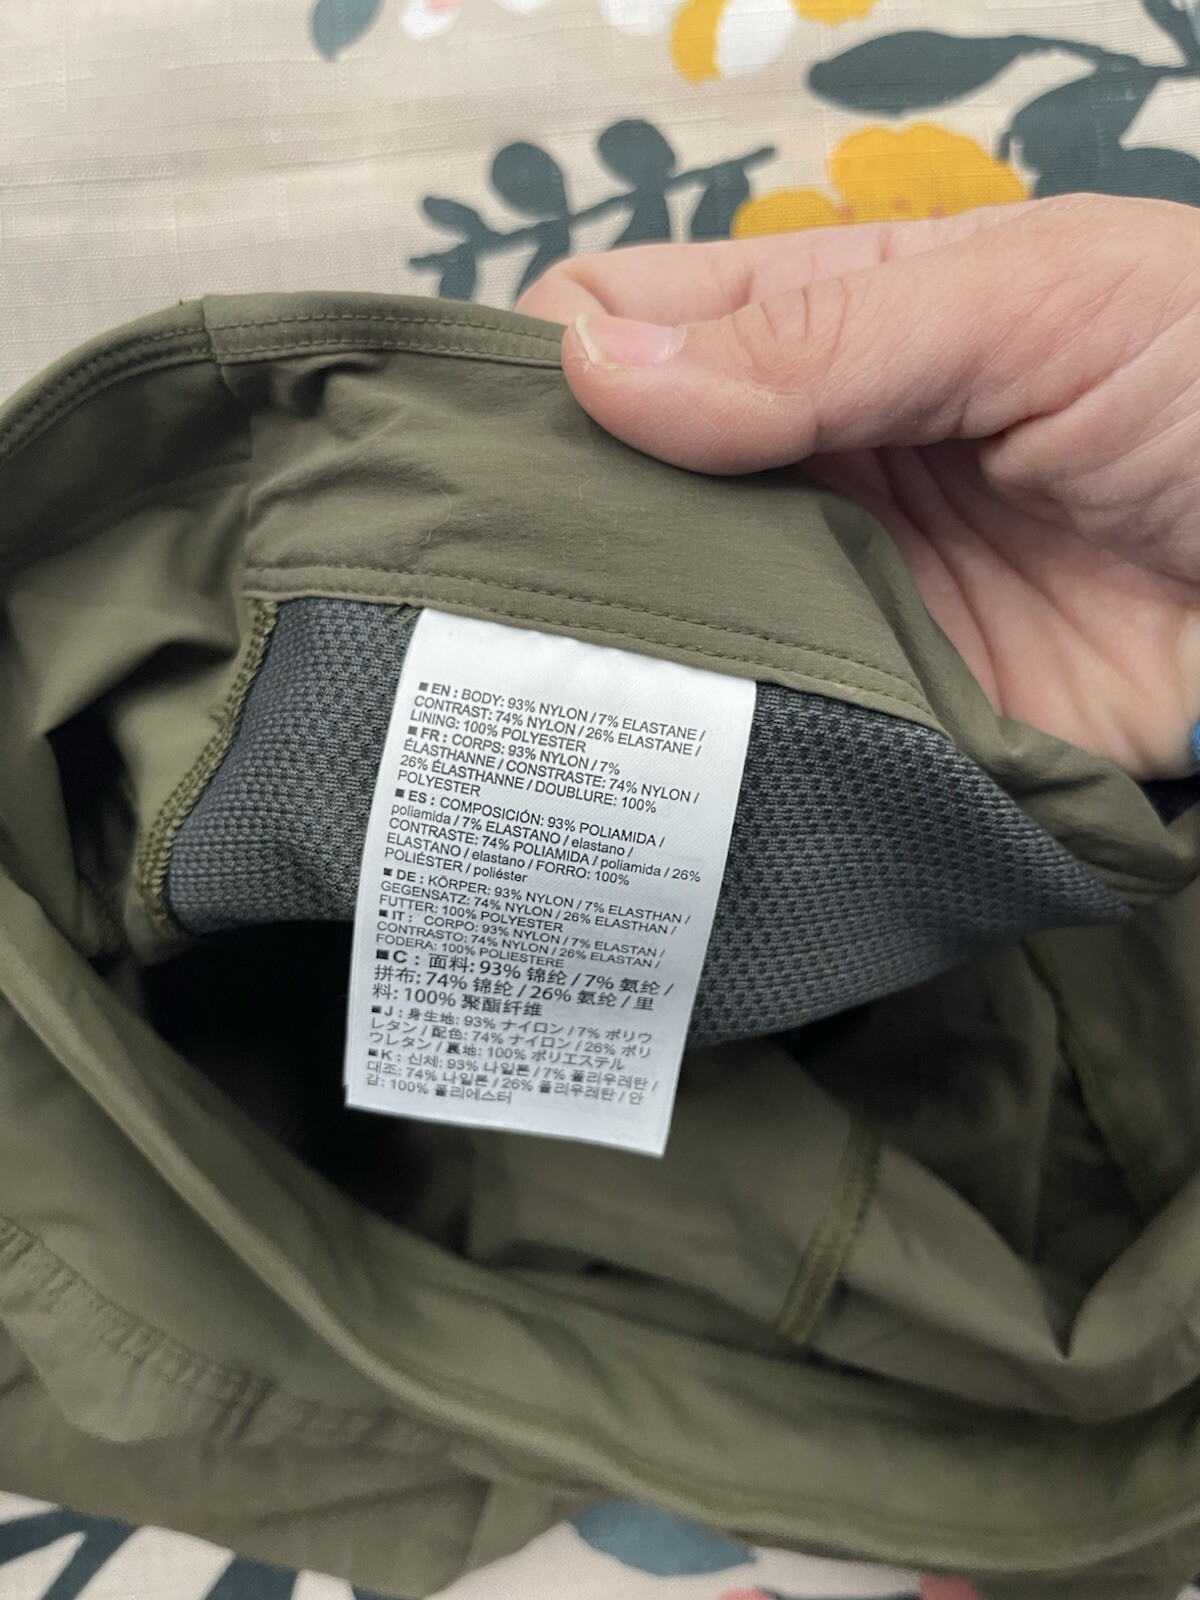 ■ EN : BODY: 93% NYLON / 7% ELASTANE /
CONTRAST: 74% NYLON / 26% ELASTANE /
LINING: 100% POLYESTER
■ FR : CORPS: 93% NYLON / 7%
ÉLASTHANNE / CONSTRASTE: 74% NYLON /
26% ÉLASTHANNE / DOUBLURE: 100%
POLYESTER
■ ES : COMPOSICIÓN: 93% POLIAMIDA /
poliamida / 7% ELASTANO / elastano /
CONTRASTE: 74% POLIAMIDA / poliamida / 26%
ELASTANO / elastano / FORRO: 100%
POLIÉSTER / poliéster
■ DE : KÖRPER: 93% NYLON / 7% ELASTHAN /
GEGENSATZ: 74% NYLON / 26% ELASTHAN /
FUTTER: 100% POLYESTER
■ IT : CORPO: 93% NYLON / 7% ELASTAN /
CONTRASTO: 74% NYLON / 26% ELASTAN /
FODERA: 100% POLIESTERE
■ C : 面料: 93% 锦纶 / 7% 氨纶 /
拼布: 74% 锦纶 / 26% 氨纶 / 里
料: 100% 聚酯纤维
■ J : 身生地: 93% ナイロン / 7% ポリウ
レタン / 配色: 74% ナイロン / 26% ポリ
ウレタン / 裏地: 100% ポリエステル
■ K : 신체: 93% 나일론 / 7% 폴리우레탄 /
대조: 74% 나일론 / 26% 폴리우레탄 / 안
감: 100% 폴리에스터